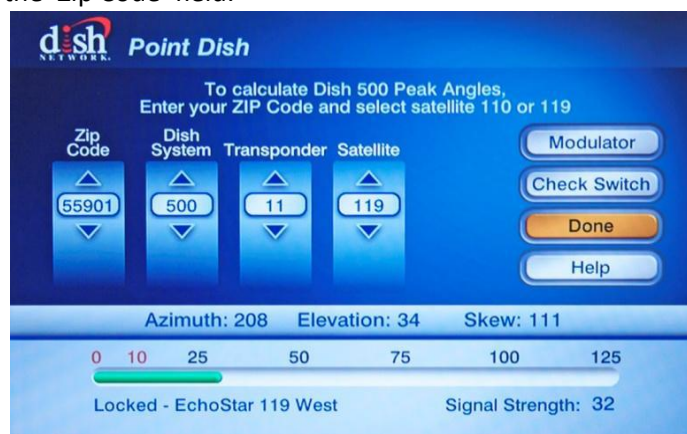 the Zip Code field.
dish
NETWORK.
Point Dish
To calculate Dish 500 Peak Angles,
Enter your ZIP Code and select satellite 110 or 119
Zip Code
Dish System
Transponder
Satellite
55901
500
11
119
Modulator
Check Switch
Done
Help
Azimuth: 208 Elevation: 34 Skew: 111
0 10 25 50 75 100 125
Locked - EchoStar 119 West Signal Strength: 32